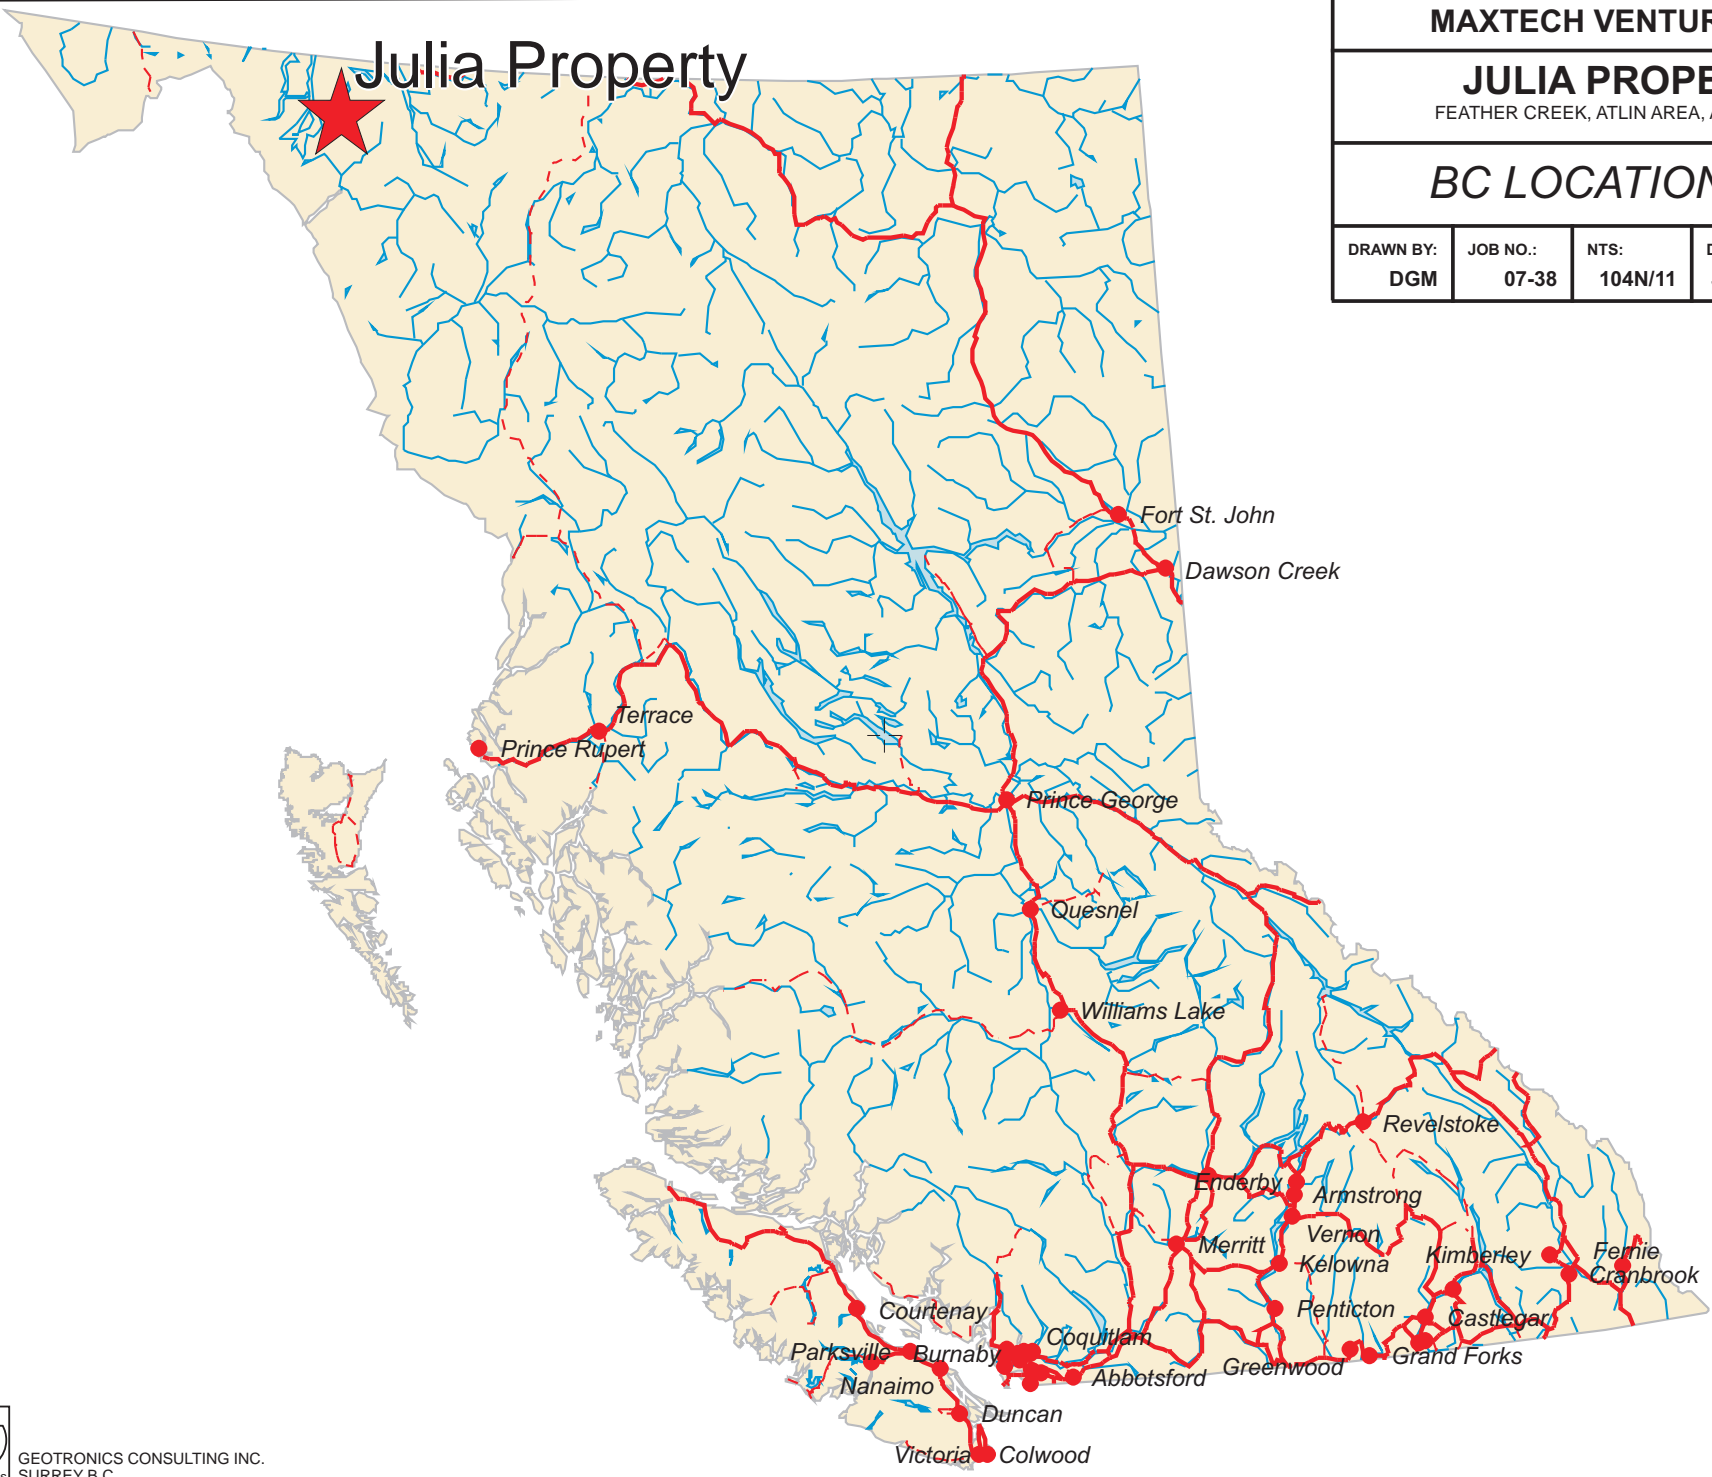 MAXTECH VENTUR
Julia Property
JULIA PROPE
FEATHER CREEK, ATLIN AREA,
BC LOCATION
DRAWN BY:
DGM
JOB NO.:
07-38
NTS:
104N/11
Fort St. John
Dawson Creek
Terrace
Prince Rupert
Prince George
Quesnel
Williams Lake
Revelstoke
Enderby
Armstrong
Vernon
Merritt
Kelowna
Kimberley
Fernie
Cranbrook
Penticton
Castlegar
Courtenay
Coquitlam
Parksville
Burnaby
Greenwood
Grand Forks
Abbotsford
Nanaimo
Duncan
Victoria
Colwood
GEOTRONICS CONSULTING INC.
SURREY B.C.